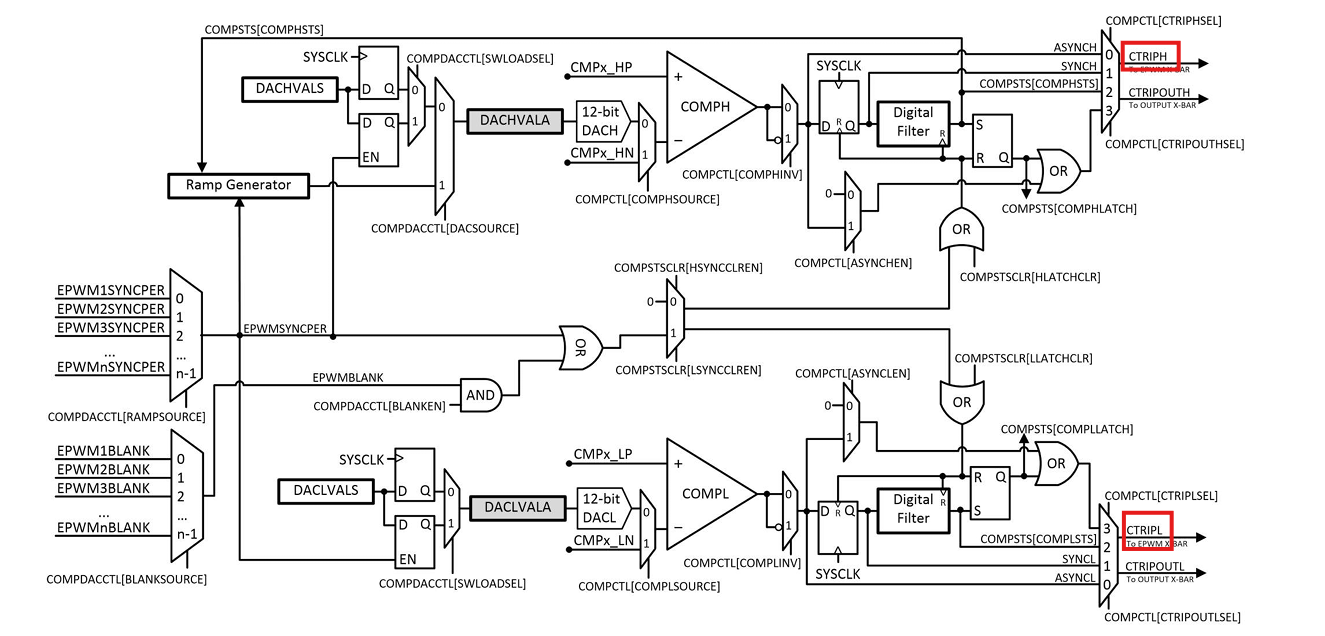 COMPSTS[COMPHSTS]
COMPCTL[CTRIPHSEL]
SYSCLK
COMPDACCTL[SWLOADSEL]
DACHVALS
D Q
0
1
D Q
EN
0
1
DACHVALA
CMPx_HP
12-bit
DACH
CMPx_HN
0
1
+
COMPH
−
0
1
COMPCTL[COMPHINV]
COMPCTL[COMPHSOURCE]
SYSCLK
D R Q
Digital
Filter
R
ASYNCH
SYNCH
COMPSTS[COMPHSTS]
0
1
2
3
CTRIPH
To EPWM X-BAR
CTRIPOUTH
To OUTPUT X-BAR
COMPCTL[CTRIPOUTHSEL]
S
R Q
OR
COMPSTS[COMPHLATCH]
0
0
1
COMPCTL[ASYNCHEN]
OR
COMPSTSCLR[HLATCHCLR]
Ramp Generator
COMPDACCTL[DACSOURCE]
COMPSTSCLR[HSYNCCLREN]
EPWM1SYNCPER
EPWM2SYNCPER
EPWM3SYNCPER
...
EPWMnSYNCPER
0
1
2
...
n-1
COMPDACCTL[RAMPSOURCE]
EPWMSYNCPER
OR
0
0
1
COMPSTSCLR[LSYNCCLREN]
EPWMBLANK
COMPDACCTL[BLANKEN]
AND
COMPSTSCLR[LLATCHCLR]
OR
EPWM1BLANK
EPWM2BLANK
EPWM3BLANK
...
EPWMnBLANK
0
1
2
...
n-1
COMPDACCTL[BLANKSOURCE]
SYSCLK
DACLVALS
D Q
D Q
EN
0
1
COMPDACCTL[SWLOADSEL]
DACLVALA
CMPx_LP
12-bit
DACL
CMPx_LN
0
1
COMPCTL[COMPLSOURCE]
+
COMPL
−
0
1
COMPCTL[COMPLINV]
COMPCTL[ASYNCLEN]
0
0
1
D R Q
SYSCLK
Digital
Filter
R
R Q
S
COMPSTS[COMPLLATCH]
OR
COMPSTS[COMPLSTS]
SYNCL
ASYNCL
COMPCTL[CTRIPLSEL]
3
2
1
0
CTRIPL
To EPWM X-BAR
CTRIPOUTL
To OUTPUT X-BAR
COMPCTL[CTRIPOUTLSEL]